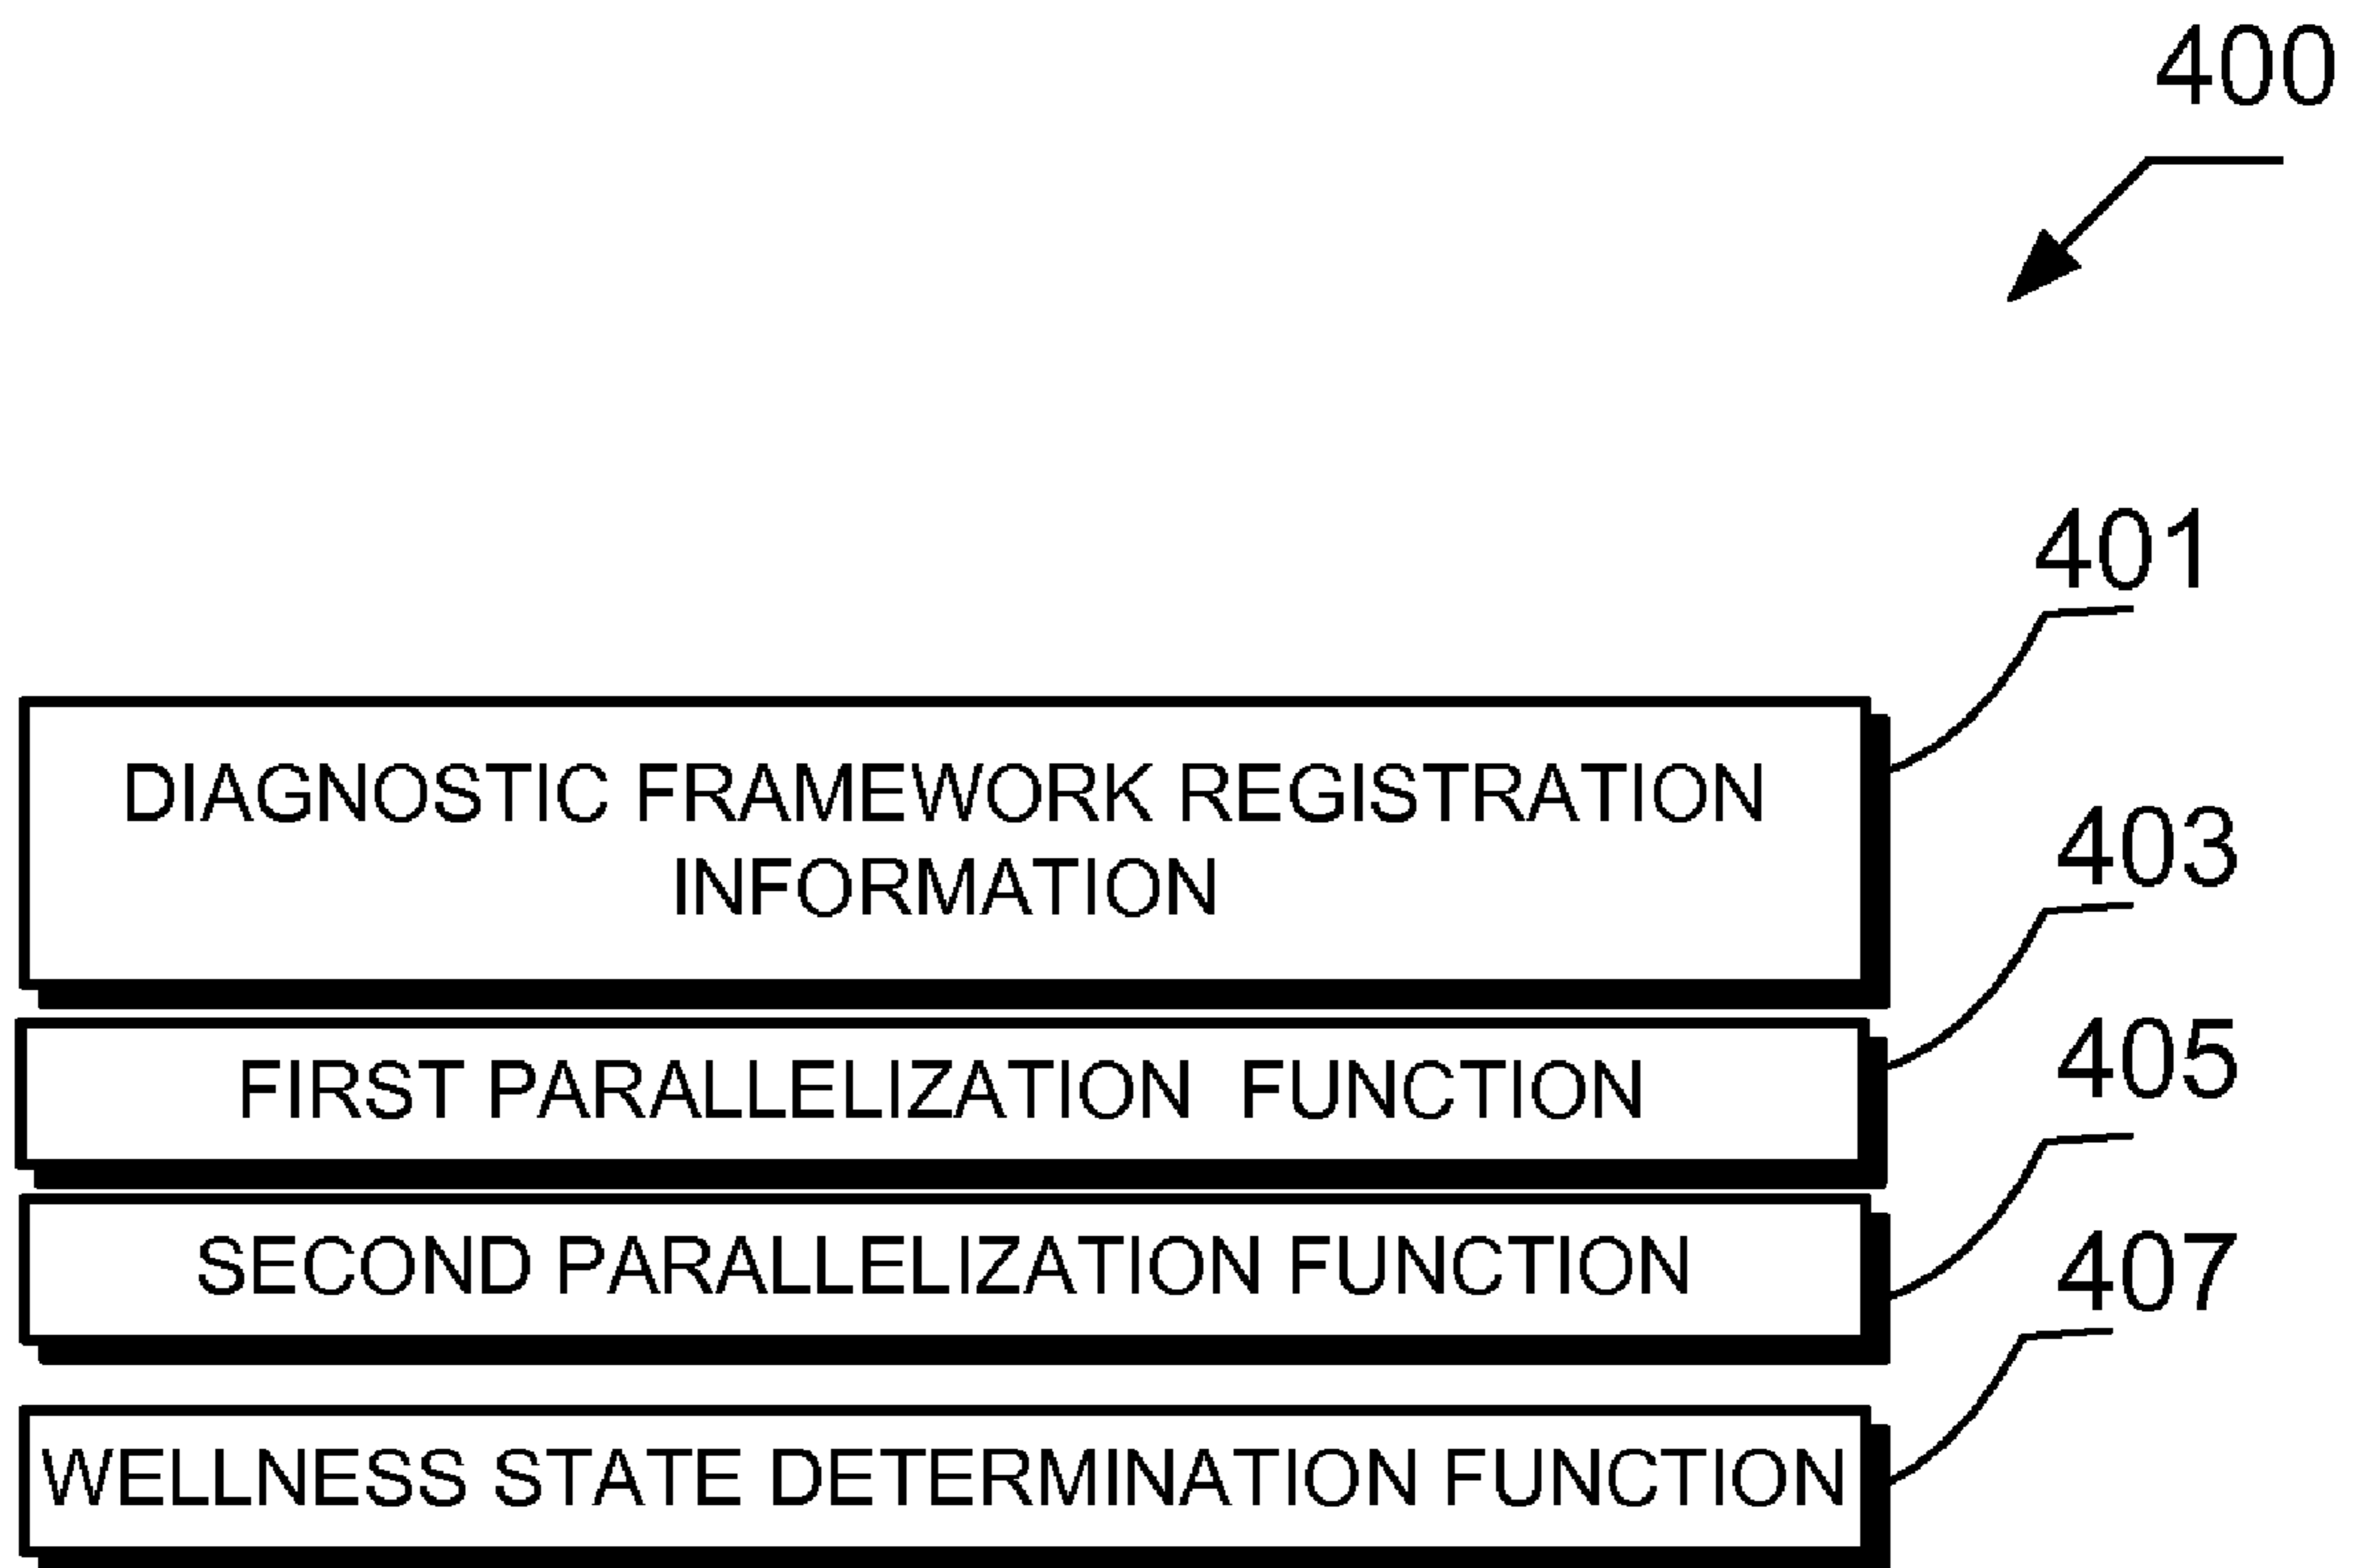 400
401
DIAGNOSTIC FRAMEWORK REGISTRATION
INFORMATION
403
FIRST PARALLELIZATION FUNCTION
405
SECOND PARALLELIZATION FUNCTION
407
WELLNESS STATE DETERMINATION FUNCTION